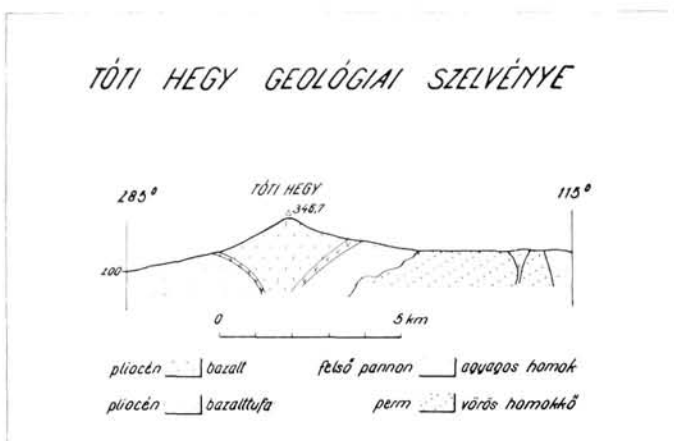 TÓTI HEGY GEOLÓGIAI SZELVÉNYE
285° TÓTI HEGY 115°
346,7
200
0 5 km
pliocén bazalt felső pannon agyagos homok
pliocén bazalttufa perm vörös homokkő